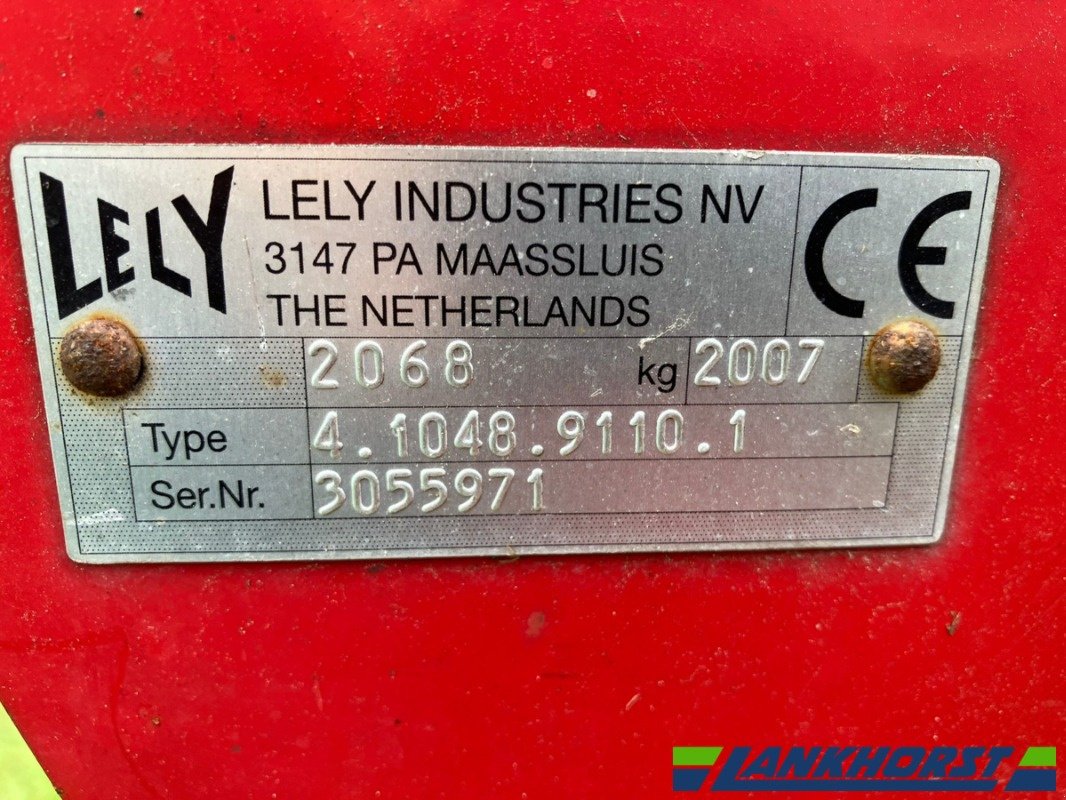 LELY
LELY INDUSTRIES NV
3147 PA MAASSLUIS
THE NETHERLANDS
CE
2068 kg 2007
Type 4.1048.9110.1
Ser.Nr. 3055971
LANKHORST